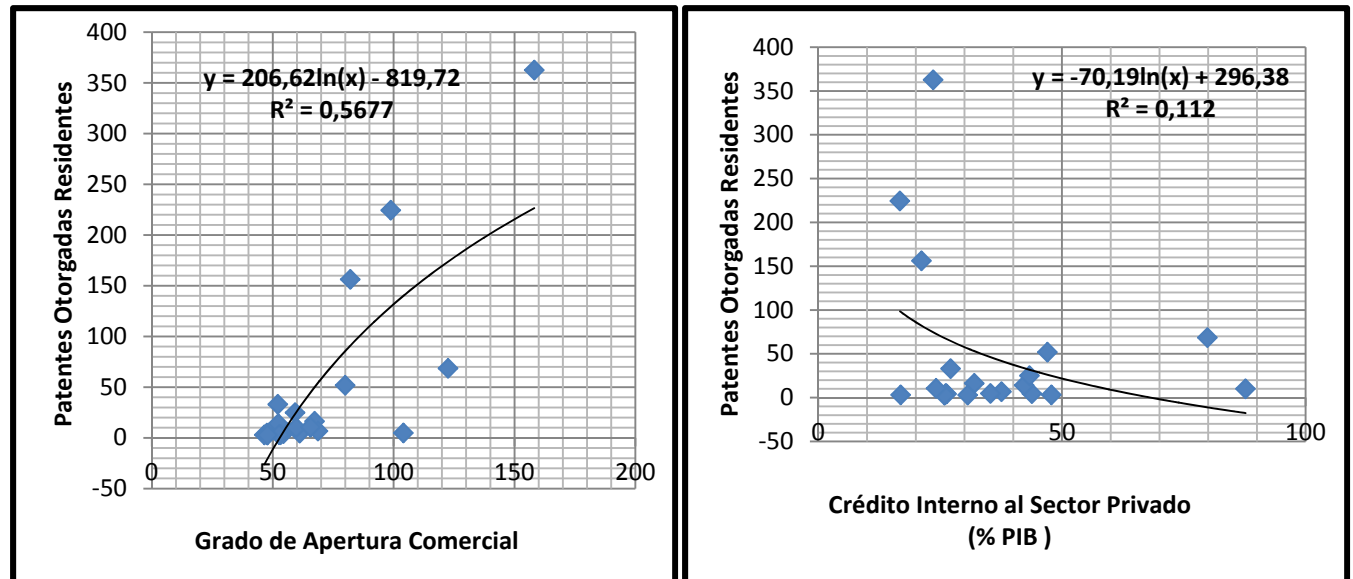 Patentes Otorgadas Residentes
400
350
300
250
200
150
100
50
0
-50
y = 206,62ln(x) - 819,72
R² = 0,5677
0 50 100 150 200
Grado de Apertura Comercial
Patentes Otorgadas Residentes
400
350
300
250
200
150
100
50
0
-50
y = -70,19ln(x) + 296,38
R² = 0,112
0 50 100
Crédito Interno al Sector Privado
(% PIB )